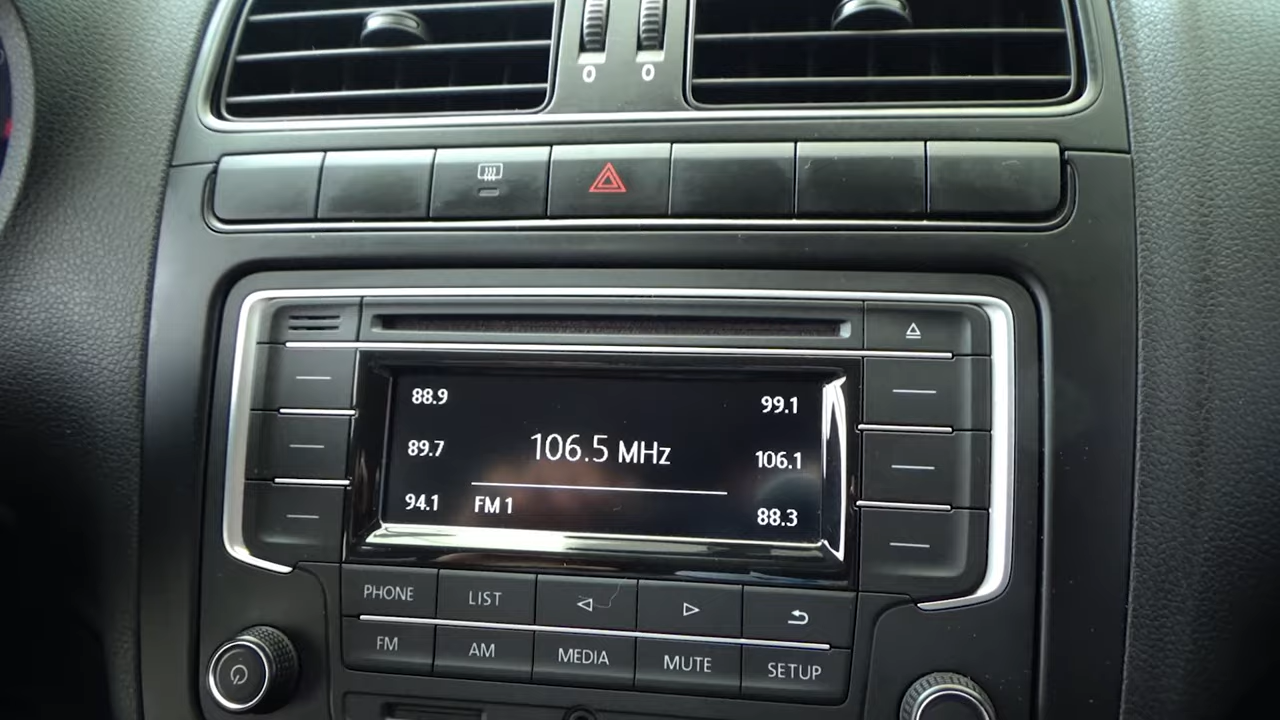 0 0
88.9 99.1
106.5 MHz
89.7 106.1
94.1 FM 1 88.3
PHONE LIST
FM AM MEDIA MUTE SETUP